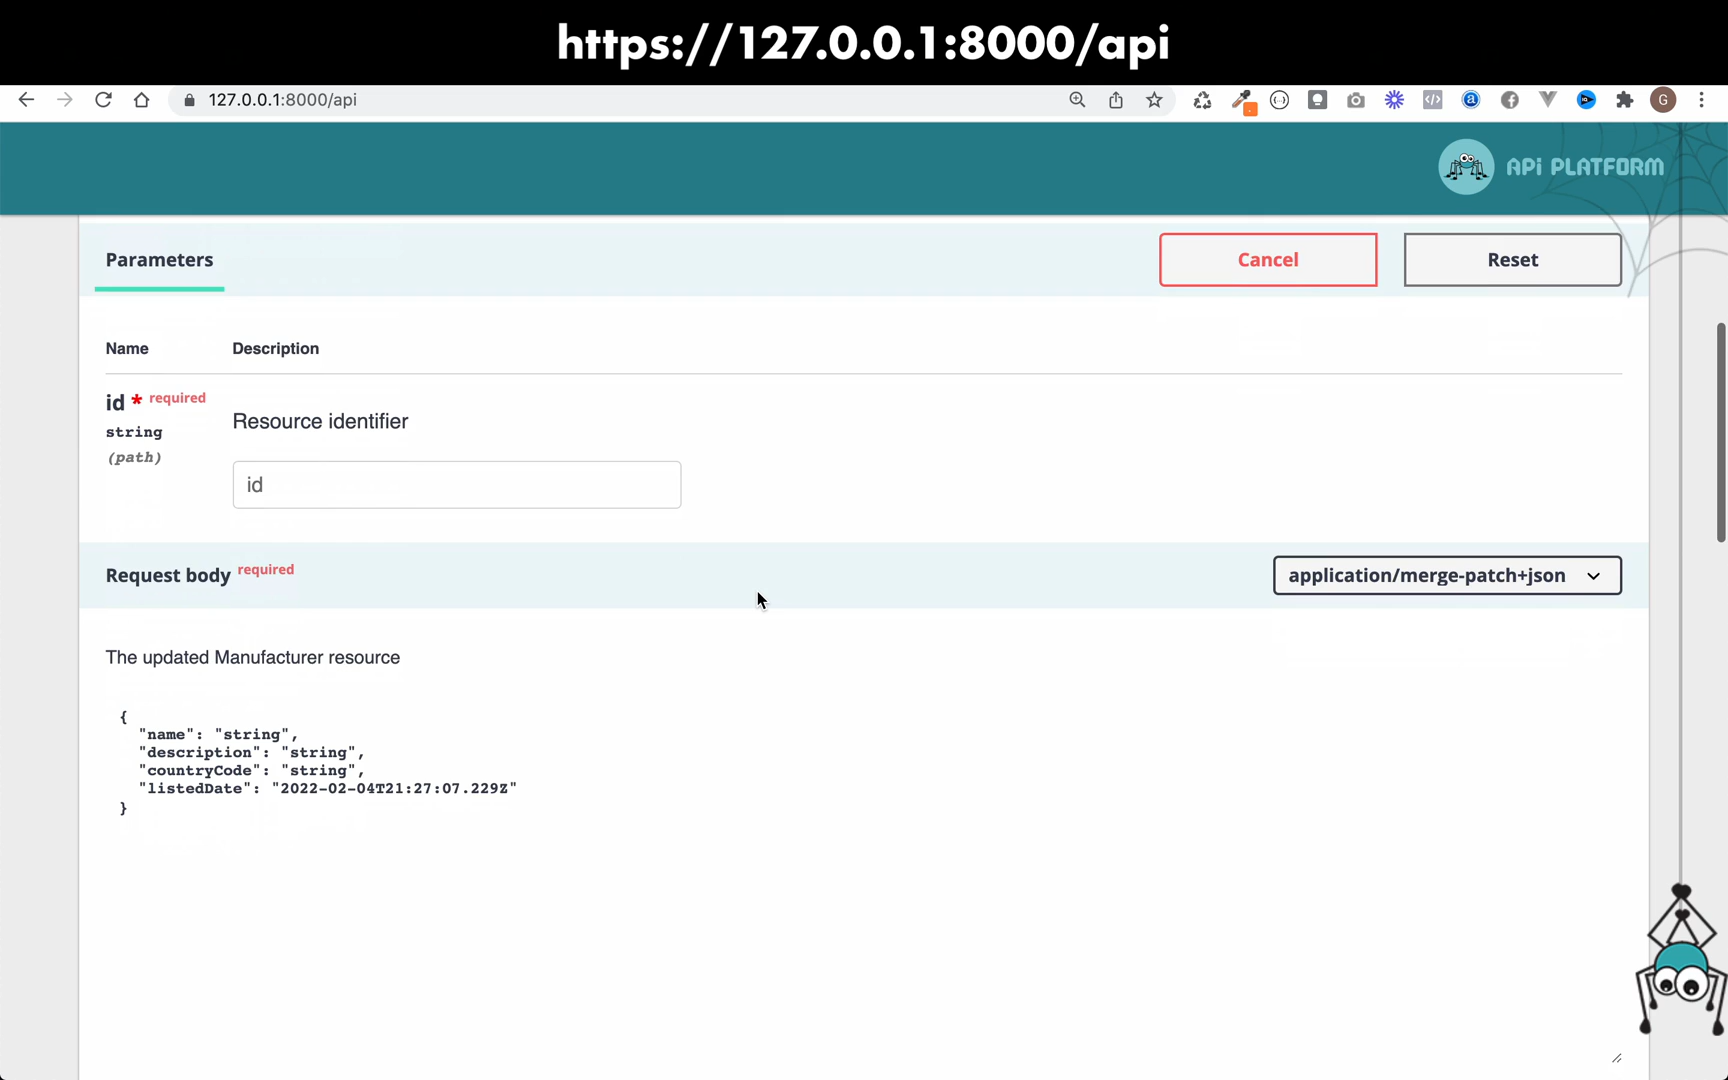 https://127.0.0.1:8000/api
127.0.0.1:8000/api
G
API PLATFORM
Parameters
Cancel
Reset
Name
Description
id * required
string
(path)
Resource identifier
id
Request body required
application/merge-patch+json
The updated Manufacturer resource
{
"name": "string",
"description": "string",
"countryCode": "string",
"listedDate": "2022-02-04T21:27:07.229Z"
}